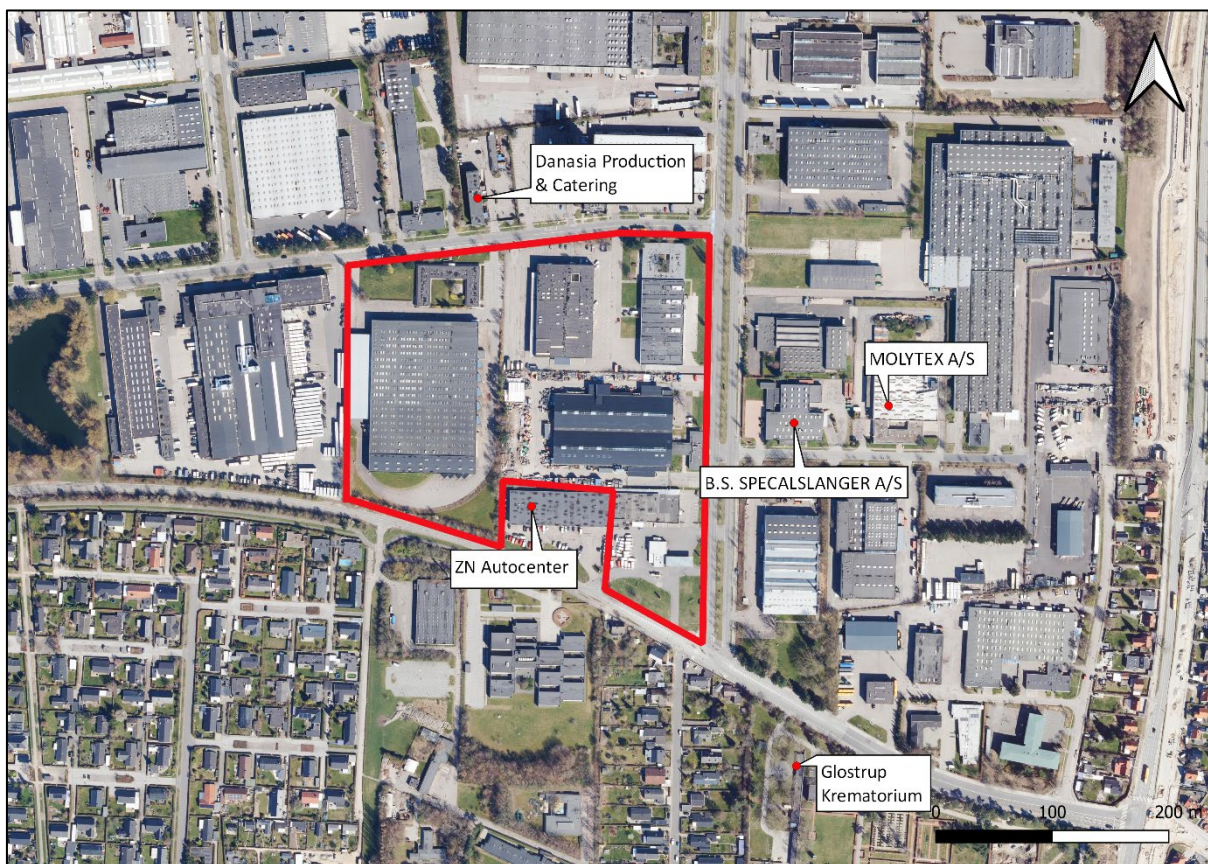 Danasia Production
& Catering
MOLYTEX A/S
B.S. SPECALSLANGER A/S
ZN Autocenter
Glostrup
Krematorium
0 100 200 m